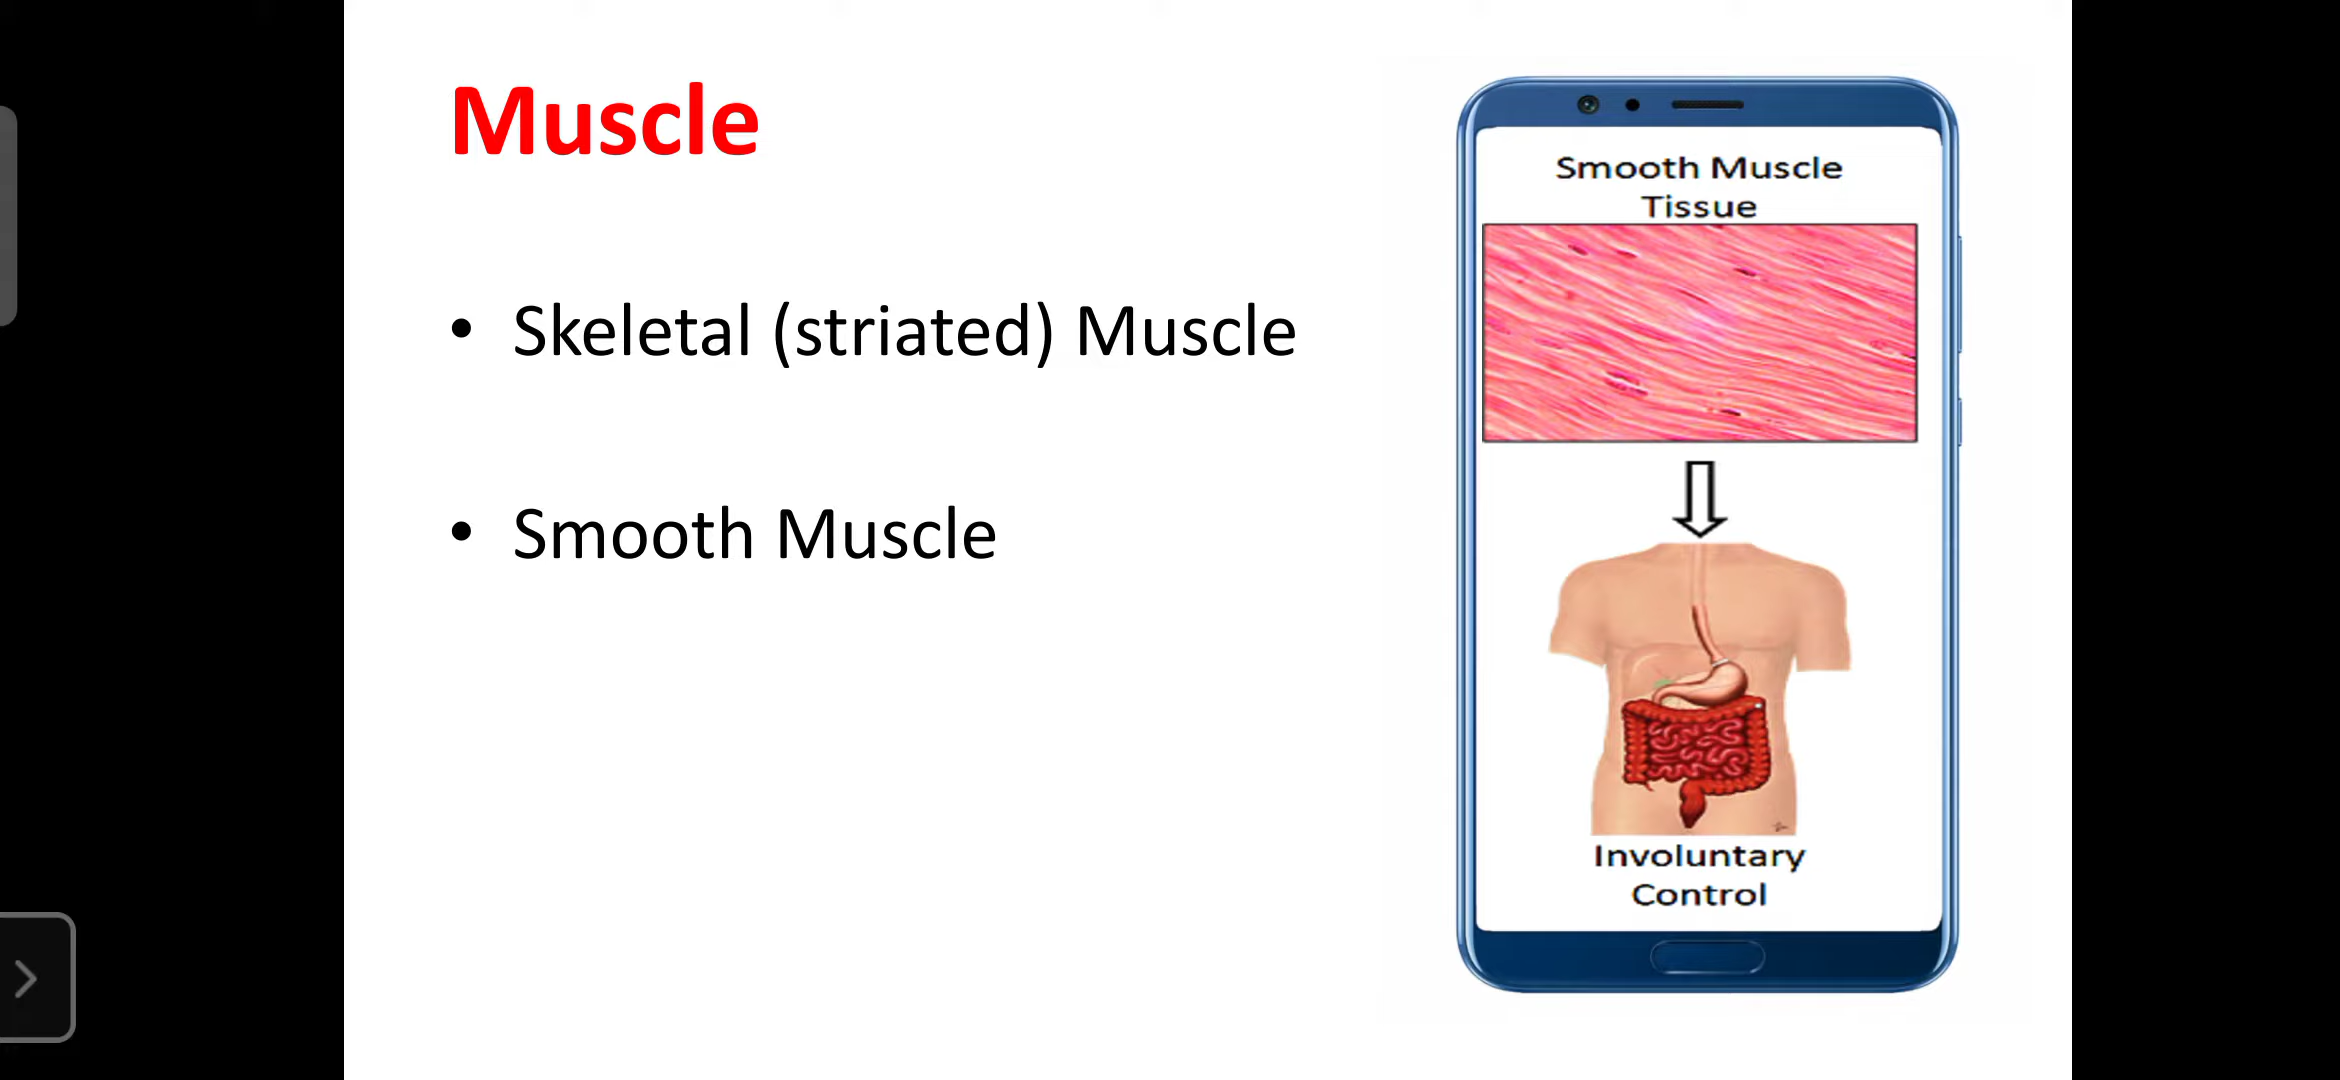 Muscle
• Skeletal (striated) Muscle
• Smooth Muscle
Smooth Muscle
Tissue
Involuntary
Control